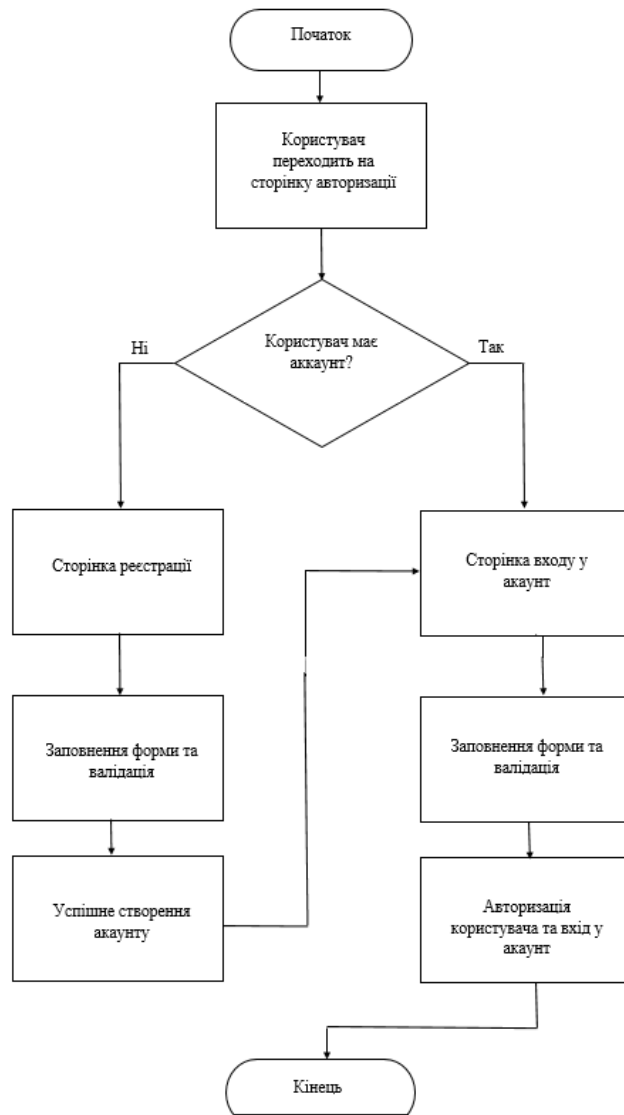 Початок
Користувач
переходить на
сторінку авторизації
Користувач має
аккаунт?
Ні
Так
Сторінка реєстрації
Сторінка входу у
акаунт
Заповнення форми та
валідація
Заповнення форми та
валідація
Успішне створення
акаунту
Авторизація
користувача та вхід у
акаунт
Кінець